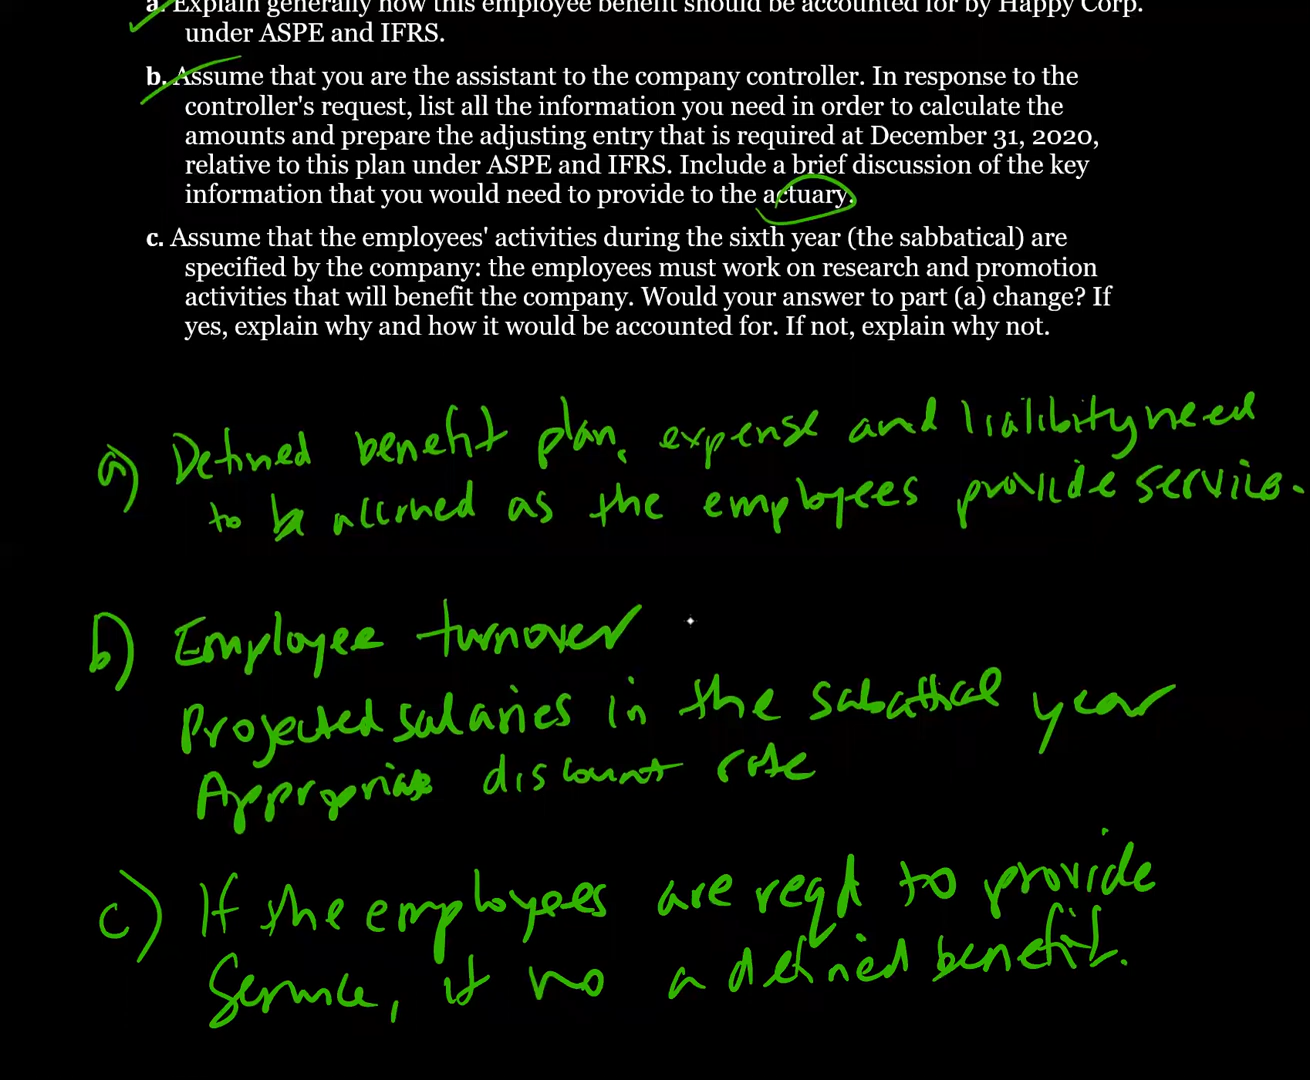 a. Explain generally how this employee benefit should be accounted for by Happy Corp.
under ASPE and IFRS.
b. Assume that you are the assistant to the company controller. In response to the
controller's request, list all the information you need in order to calculate the
amounts and prepare the adjusting entry that is required at December 31, 2020,
relative to this plan under ASPE and IFRS. Include a brief discussion of the key
information that you would need to provide to the actuary.
c. Assume that the employees' activities during the sixth year (the sabbatical) are
specified by the company: the employees must work on research and promotion
activities that will benefit the company. Would your answer to part (a) change? If
yes, explain why and how it would be accounted for. If not, explain why not.
a) Defined benefit plan, expense and lialibity need
to be accrued as the employees provide service.
b) Employee turnover
Projected salaries in the sabathical year
Appropriate discount rate
c) If the employees are reqd to provide
Service, it no a defined benefit.